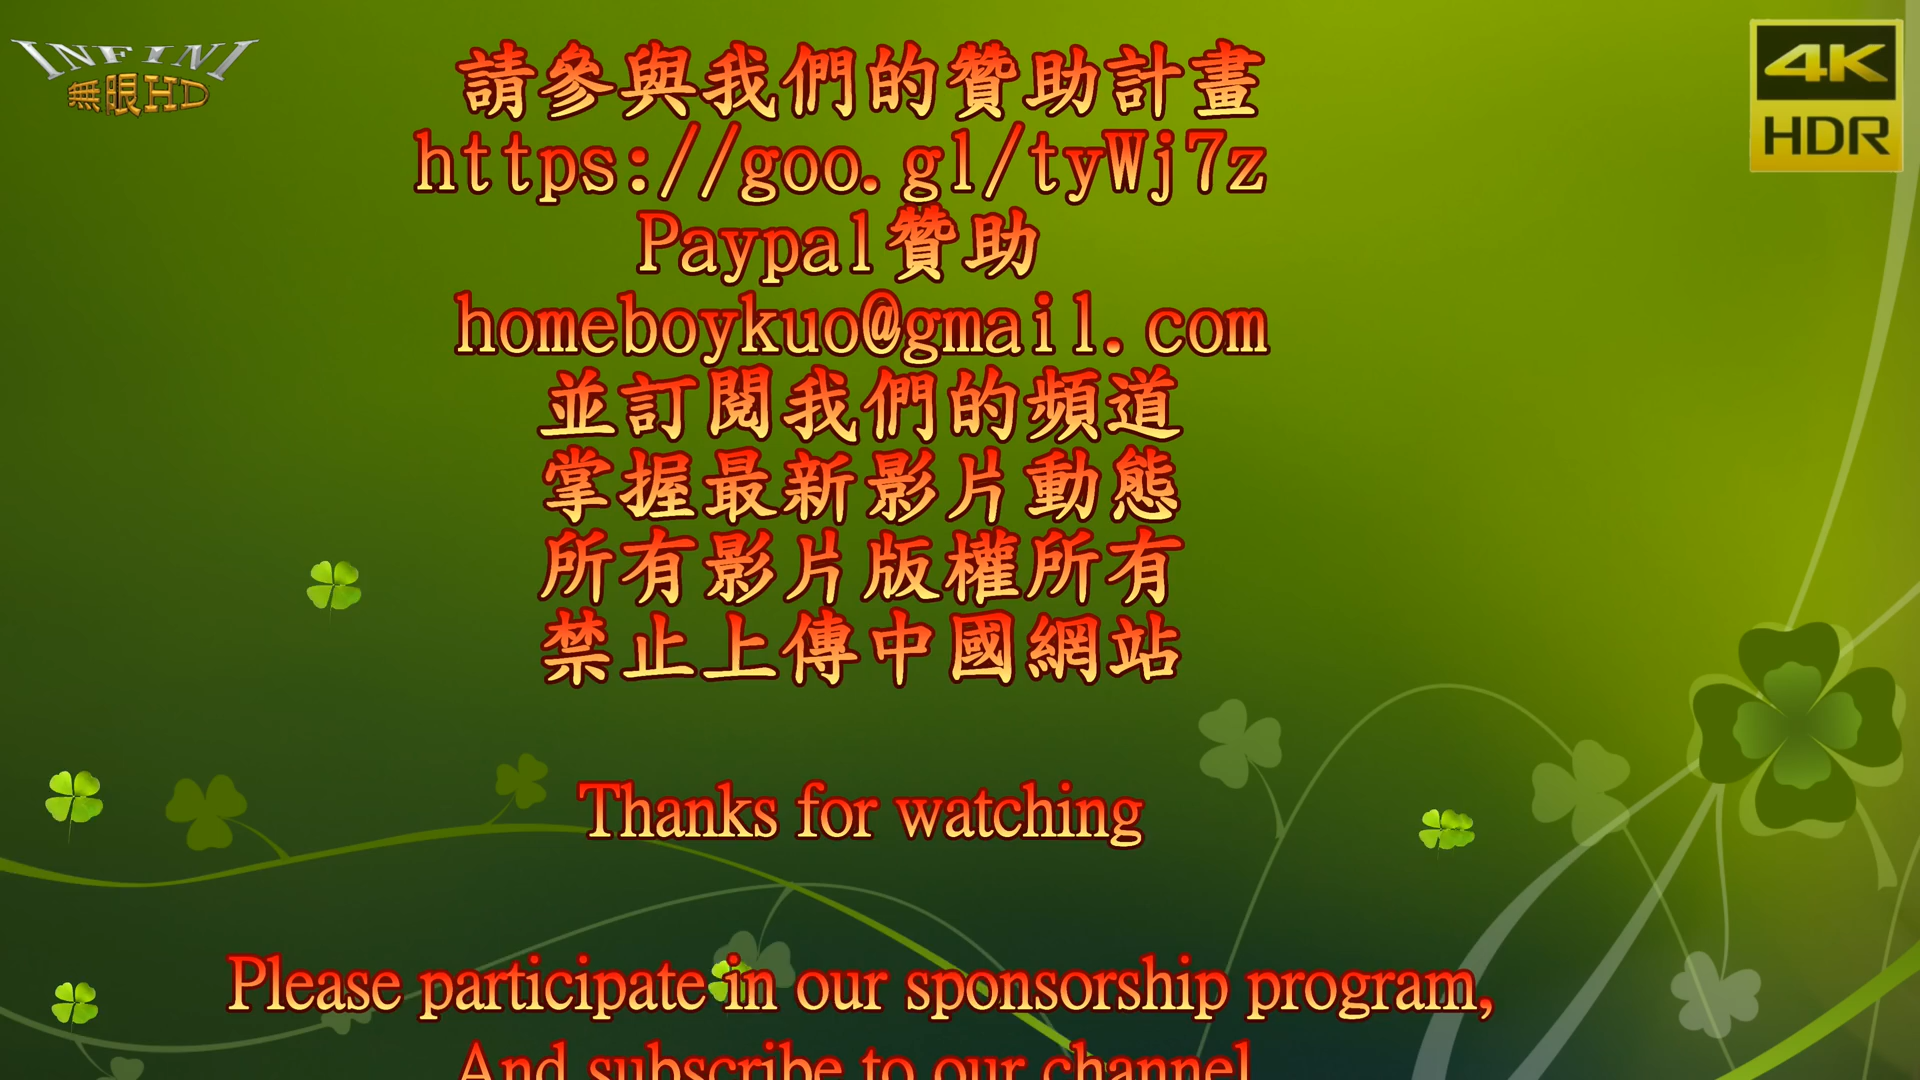 INFINI
無限HD
4K
HDR
請參與我們的贊助計畫
https://goo.gl/tyWj7z
Paypal贊助
homeboykuo@gmail.com
並訂閱我們的頻道
掌握最新影片動態
所有影片版權所有
禁止上傳中國網站
Thanks for watching
Please participate in our sponsorship program,
And subscribe to our channel